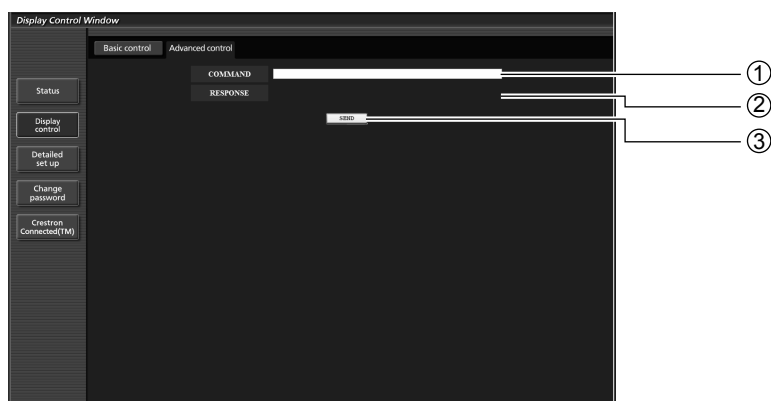 Display Control Window
Basic control
Advanced control
COMMAND
①
RESPONSE
②
SEND
③
Status
Display
control
Detailed
set up
Change
password
Crestron
Connected(TM)